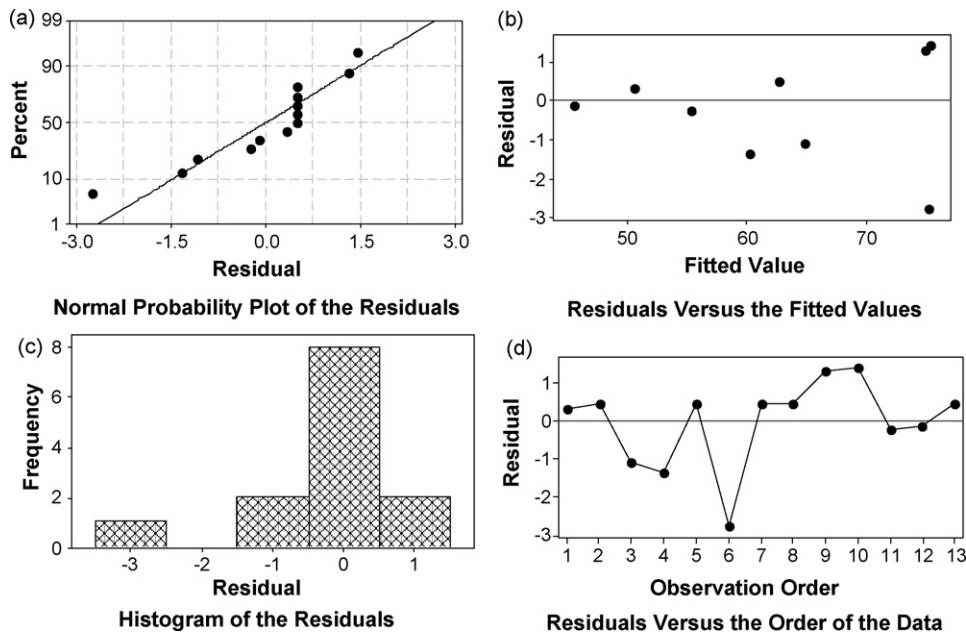 (a)
99
90
50
10
1
Percent
-3.0
-1.5
0.0
1.5
3.0
Residual
Normal Probability Plot of the Residuals
(b)
1
0
-1
-2
-3
Residual
50
60
70
Fitted Value
Residuals Versus the Fitted Values
(c)
8
6
4
2
0
Frequency
-3
-2
-1
0
1
Residual
Histogram of the Residuals
(d)
1
0
-1
-2
-3
Residual
1 2 3 4 5 6 7 8 9 10 11 12 13
Observation Order
Residuals Versus the Order of the Data